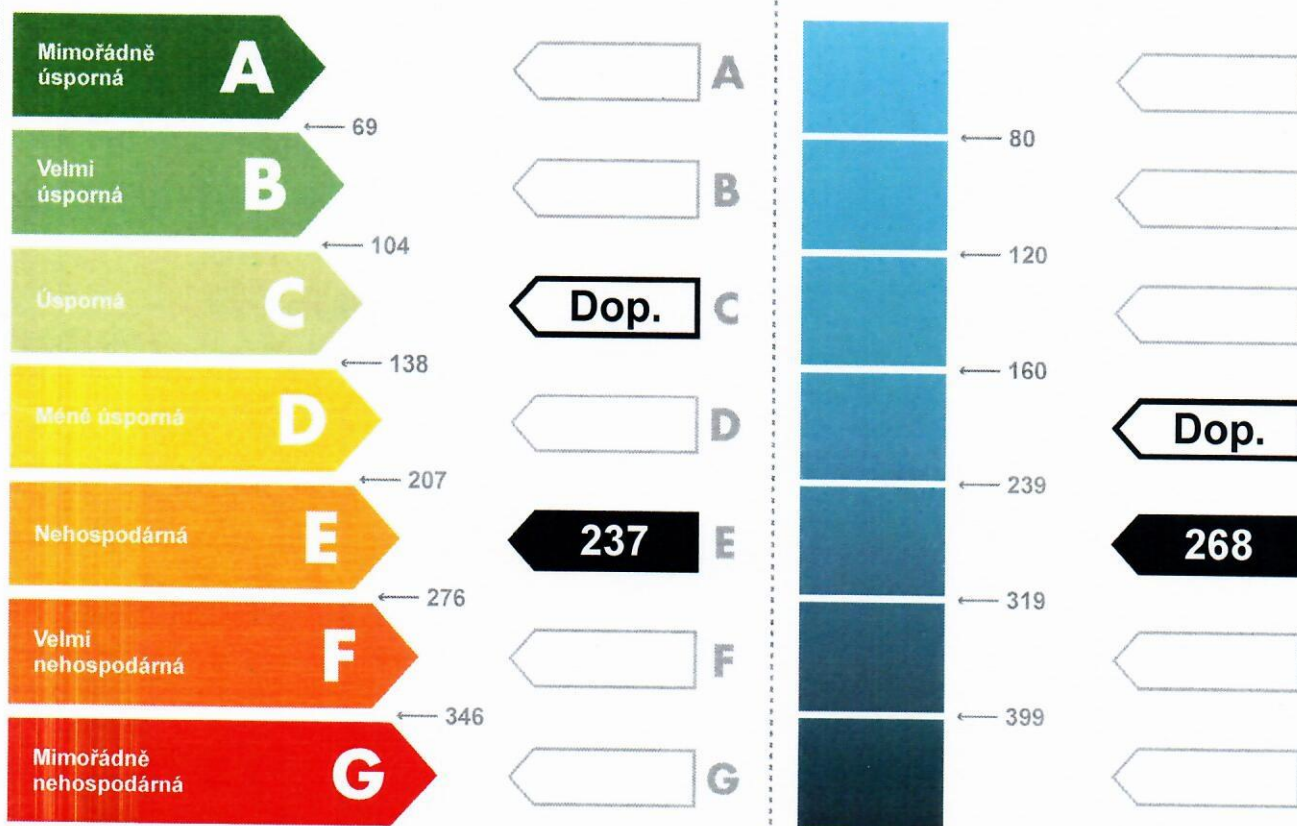 Mimořádně
úsporná
A
A
69
80
Velmi
úsporná
B
B
104
120
Úsporná
C
Dop.
C
138
160
Méně úsporná
D
D
Dop.
207
239
Nehospodárná
E
237
E
268
276
319
Velmi
nehospodárná
F
F
346
399
Mimořádně
nehospodárná
G
G